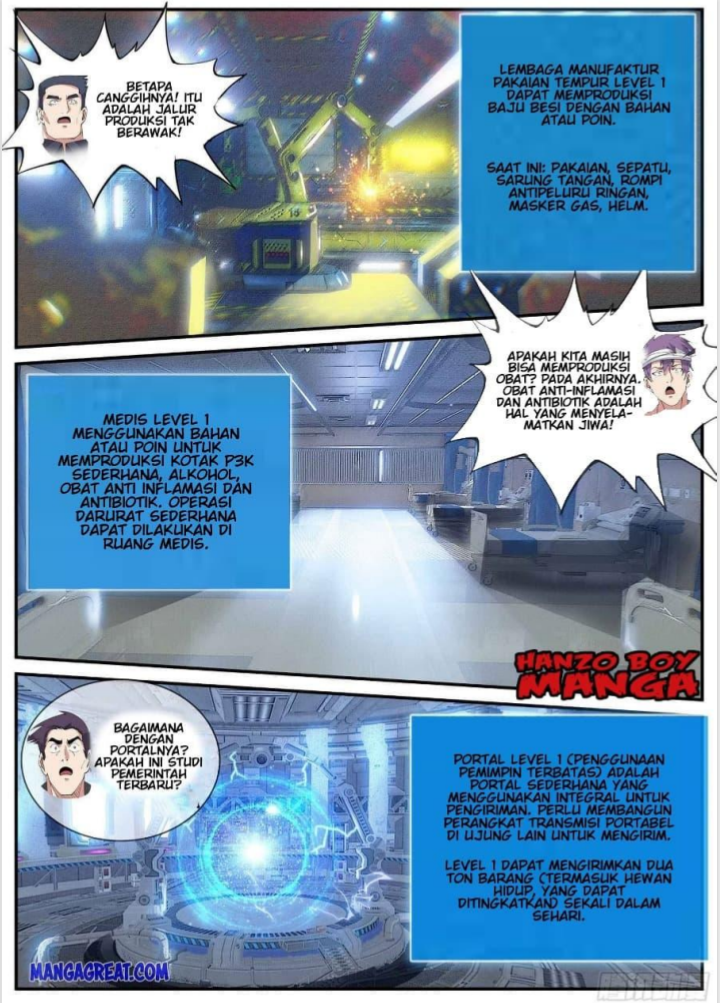 BETAPA
CANGGIHNYA! ITU
ADALAH JALUR
PRODUKSI TAK
BERAWAK!
LEMBAGA MANUFAKTUR
PAKAIAN TEMPUR LEVEL 1
DAPAT MEMPRODUKSI
BAJU BESI DENGAN BAHAN
ATAU POIN.
SAAT INI: PAKAIAN, SEPATU,
SARUNG TANGAN, ROMPI
ANTIPELURU RINGAN,
MASKER GAS, HELM.
APAKAH KITA MASIH
BISA MEMPRODUKSI
OBAT? PADA AKHIRNYA.
OBAT ANTI-INFLAMASI
DAN ANTIBIOTIK ADALAH
HAL YANG MENYELA-
MATKAN JIWA!
MEDIS LEVEL 1
MENGGUNAKAN BAHAN
ATAU POIN UNTUK
MEMPRODUKSI KOTAK P3K
SEDERHANA, ALKOHOL,
OBAT ANTI INFLAMASI DAN
ANTIBIOTIK. OPERASI
DARURAT SEDERHANA
DAPAT DILAKUKAN DI
RUANG MEDIS.
HANZO BOY
MANGA
BAGAIMANA
DENGAN
PORTALNYA?
APAKAH INI STUDI
PEMERINTAH
TERBARU?
PORTAL LEVEL 1 (PENGGUNAAN
PEMIMPIN TERBATAS) ADALAH
PORTAL SEDERHANA YANG
MENGGUNAKAN INTEGRAL UNTUK
PENGIRIMAN. PERLU MEMBANGUN
PERANGKAT TRANSMISI PORTABEL
DI UJUNG LAIN UNTUK MENGIRIM.
LEVEL 1 DAPAT MENGIRIMKAN DUA
TON BARANG (TERMASUK HEWAN
HIDUP, YANG DAPAT
DITINGKATKAN) SEKALI DALAM
SEHARI.
MANGAGREAT.COM